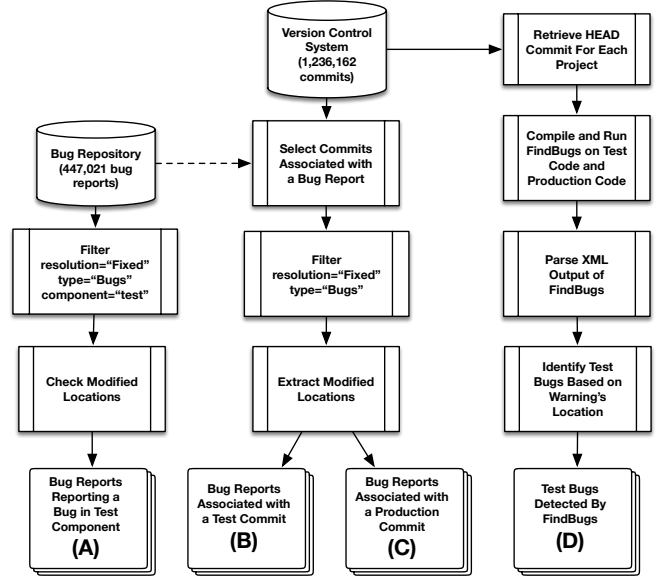 Version Control
System
(1,236,162
commits)
Retrieve HEAD
Commit For Each
Project
Bug Repository
(447,021 bug
reports)
Select Commits
Associated with
a Bug Report
Compile and Run
FindBugs on Test
Code and
Production Code
Filter
resolution=“Fixed”
type=“Bugs”
component=“test”
Filter
resolution=“Fixed”
type=“Bugs”
Parse XML
Output of
FindBugs
Check Modified
Locations
Extract Modified
Locations
Identify Test
Bugs Based on
Warning’s
Location
Bug Reports
Reporting a
Bug in Test
Component
(A)
Bug Reports
Associated with
a Test Commit
(B)
Bug Reports
Associated with
a Production
Commit
(C)
Test Bugs
Detected By
FindBugs
(D)